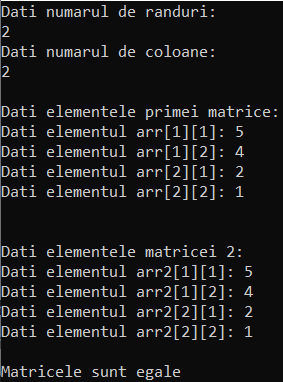 Dati numarul de randuri:
2
Dati numarul de coloane:
2
Dati elementele primei matrice:
Dati elementul arr[1][1]: 5
Dati elementul arr[1][2]: 4
Dati elementul arr[2][1]: 2
Dati elementul arr[2][2]: 1
Dati elementele matricei 2:
Dati elementul arr2[1][1]: 5
Dati elementul arr2[1][2]: 4
Dati elementul arr2[2][1]: 2
Dati elementul arr2[2][2]: 1
Matricele sunt egale